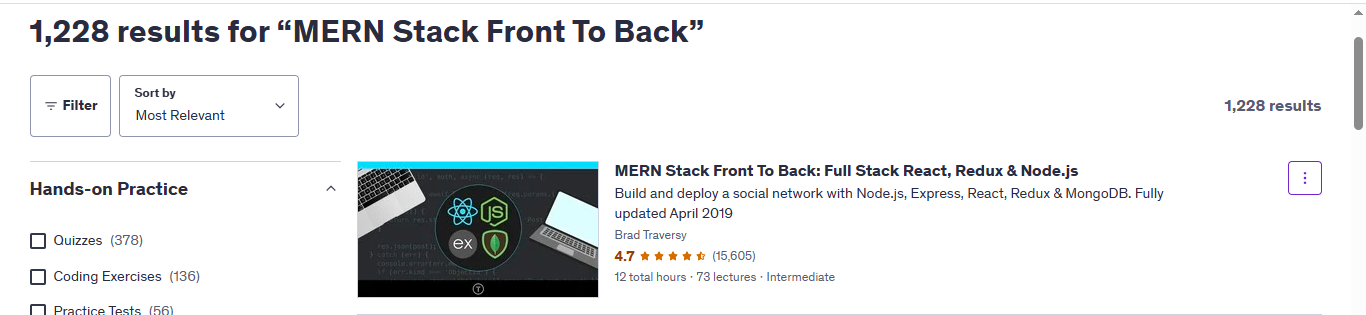 1,228 results for “MERN Stack Front To Back”
Filter
Sort by
Most Relevant
1,228 results
Hands-on Practice
Quizzes (378)
Coding Exercises (136)
Practice Tests (56)
JS
ex
MERN Stack Front To Back: Full Stack React, Redux & Node.js
Build and deploy a social network with Node.js, Express, React, Redux & MongoDB. Fully
updated April 2019
Brad Traversy
4.7 (15,605)
12 total hours · 73 lectures · Intermediate